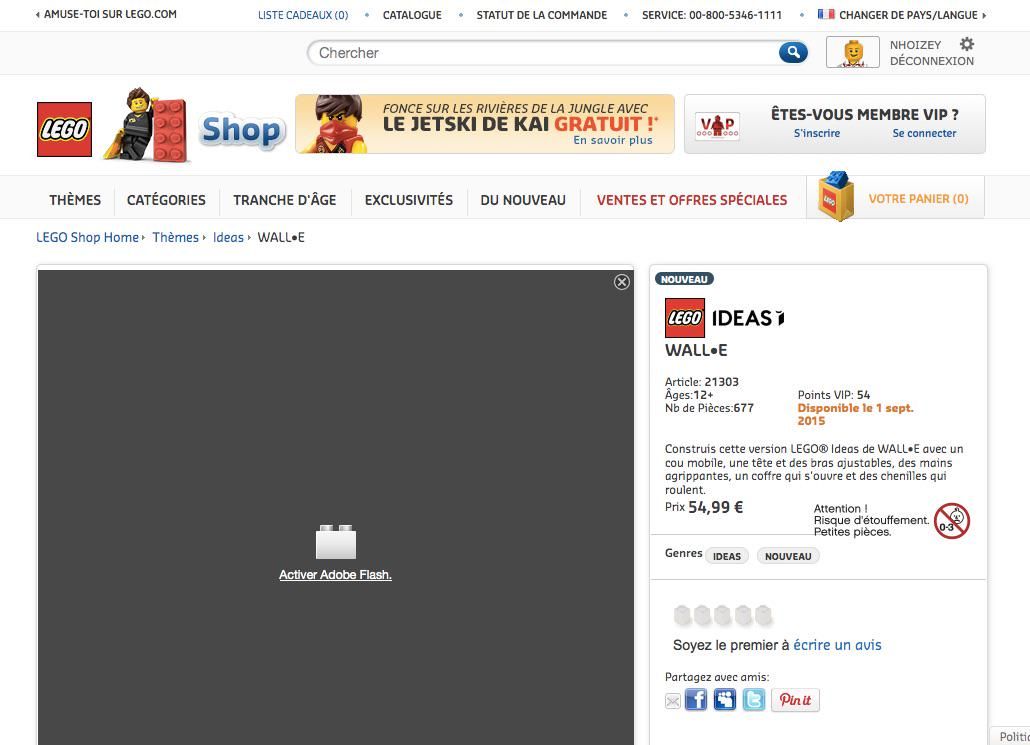 AMUSE-TOI SUR LEGO.COM
LISTE CADEAUX (0)
CATALOGUE
STATUT DE LA COMMANDE
SERVICE: 00-800-5346-1111
CHANGER DE PAYS/LANGUE
Chercher
NHOIZEY
DÉCONNEXION
LEGO
Shop
FONCE SUR LES RIVIÈRES DE LA JUNGLE AVEC
LE JETSKI DE KAI GRATUIT !*
En savoir plus
VIP
ÊTES-VOUS MEMBRE VIP ?
S'inscrire
Se connecter
THÈMES
CATÉGORIES
TRANCHE D'ÂGE
EXCLUSIVITÉS
DU NOUVEAU
VENTES ET OFFRES SPÉCIALES
LEGO
VOTRE PANIER (0)
LEGO Shop Home
Thèmes
Ideas
WALL•E
Activer Adobe Flash.
NOUVEAU
LEGO IDEAS
WALL•E
Article: 21303
Âges:12+
Nb de Pièces:677
Points VIP: 54
Disponible le 1 sept.
2015
Construis cette version LEGO® Ideas de WALL•E avec un
cou mobile, une tête et des bras ajustables, des mains
agrippantes, un coffre qui s'ouvre et des chenilles qui
roulent.
Prix 54,99 €
Attention !
Risque d'étouffement.
Petites pièces.
0-3
Genres
IDEAS
NOUVEAU
Soyez le premier à écrire un avis
Partagez avec amis:
Pin it
Politi